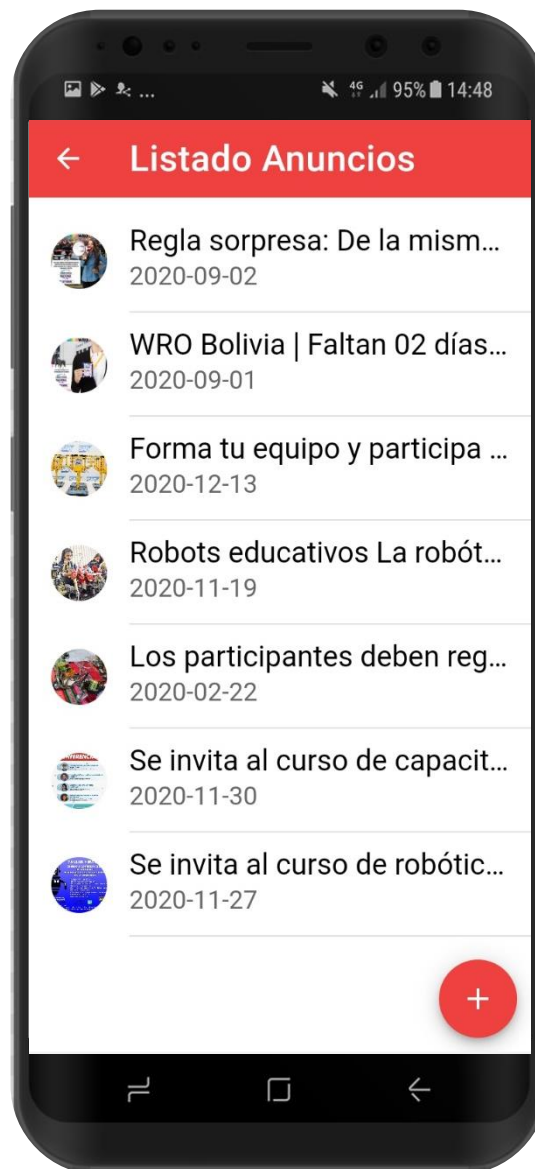 ... 4G 95% 14:48
Listado Anuncios
Regla sorpresa: De la mism...
2020-09-02
WRO Bolivia | Faltan 02 días...
2020-09-01
Forma tu equipo y participa ...
2020-12-13
Robots educativos La robót...
2020-11-19
Los participantes deben reg...
2020-02-22
Se invita al curso de capacit...
2020-11-30
Se invita al curso de robótic...
2020-11-27
+